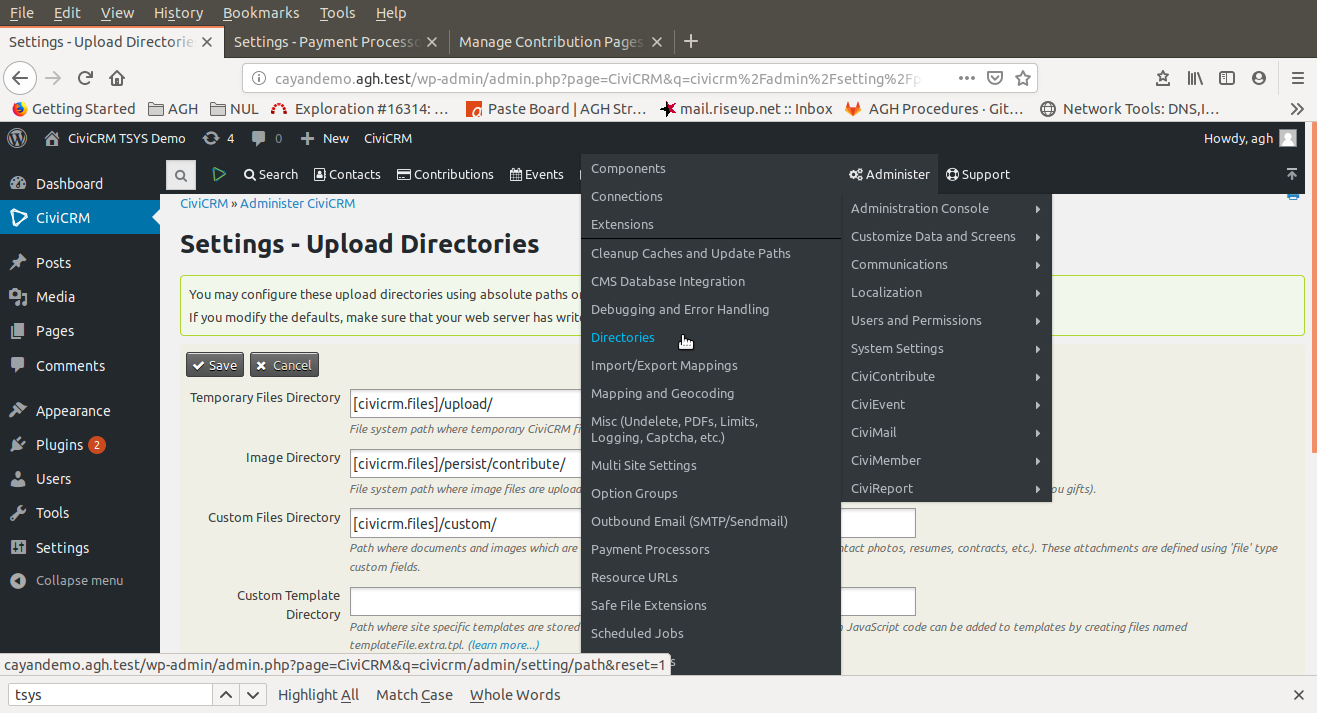 File Edit View History Bookmarks Tools Help
Settings - Upload Directorie
Settings - Payment Processo
Manage Contribution Pages
cayandemo.agh.test/wp-admin/admin.php?page=CiviCRM&q=civicrm%2Fadmin%2Fsetting%2Fp
Getting Started AGH NUL Exploration #16314: ... Paste Board | AGH Str... mail.riseup.net :: Inbox AGH Procedures · Git... Network Tools: DNS,I...
CiviCRM TSYS Demo 4 0 New CiviCRM Howdy, agh
Search Contacts Contributions Events Administer Support
Dashboard
CiviCRM
Posts
Media
Pages
Comments
Appearance
Plugins 2
Users
Tools
Settings
Collapse menu
CiviCRM » Administer CiviCRM
Settings - Upload Directories
You may configure these upload directories using absolute paths or
If you modify the defaults, make sure that your web server has write
Save Cancel
Temporary Files Directory
[civicrm.files]/upload/
File system path where temporary CiviCRM fi
Image Directory
[civicrm.files]/persist/contribute/
File system path where image files are upload
ou gifts).
Custom Files Directory
[civicrm.files]/custom/
Path where documents and images which are
ntact photos, resumes, contracts, etc.). These attachments are defined using 'file' type
custom fields.
Custom Template
Directory
Path where site specific templates are stored
JavaScript code can be added to templates by creating files named
templateFile.extra.tpl. (learn more...)
Components
Connections
Extensions
Cleanup Caches and Update Paths
CMS Database Integration
Debugging and Error Handling
Directories
Import/Export Mappings
Mapping and Geocoding
Misc (Undelete, PDFs, Limits,
Logging, Captcha, etc.)
Multi Site Settings
Option Groups
Outbound Email (SMTP/Sendmail)
Payment Processors
Resource URLs
Safe File Extensions
Scheduled Jobs
Administration Console
Customize Data and Screens
Communications
Localization
Users and Permissions
System Settings
CiviContribute
CiviEvent
CiviMail
CiviMember
CiviReport
cayandemo.agh.test/wp-admin/admin.php?page=CiviCRM&q=civicrm/admin/setting/path&reset=1
tsys Highlight All Match Case Whole Words